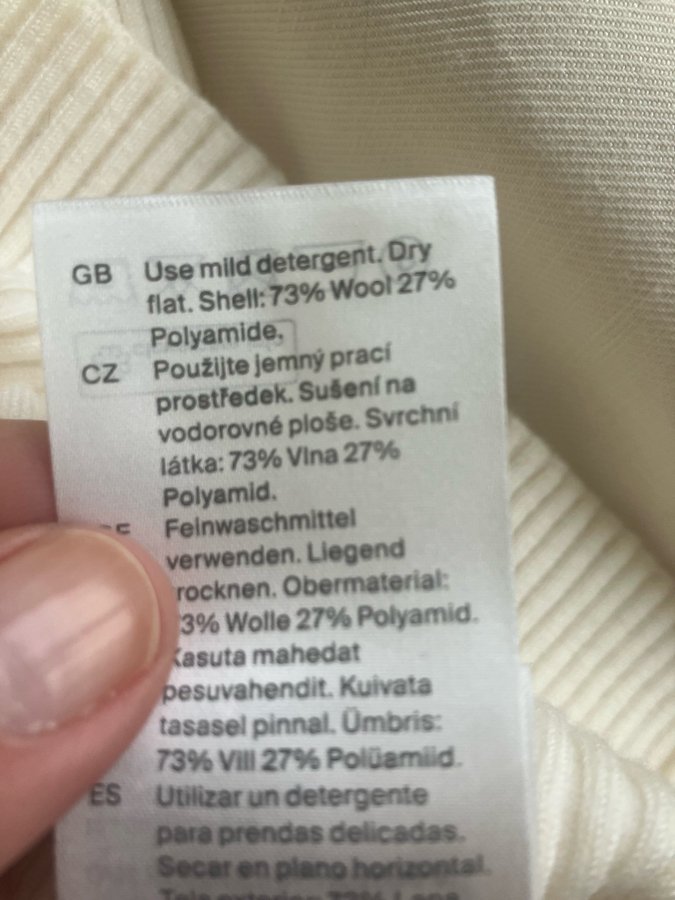 GB Use mild detergent. Dry
flat. Shell: 73% Wool 27%
Polyamide.
CZ Použijte jemný prací
prostředek. Sušení na
vodorovné ploše. Svrchní
látka: 73% Vlna 27%
Polyamid.
Feinwaschmittel
verwenden. Liegend
rocknen. Obermaterial:
3% Wolle 27% Polyamid.
Kasuta mahedat
pesuvahendit. Kuivata
tasasel pinnal. Ümbris:
73% Vill 27% Polüamiid.
ES Utilizar un detergente
para prendas delicadas.
Secar en plano horizontal.